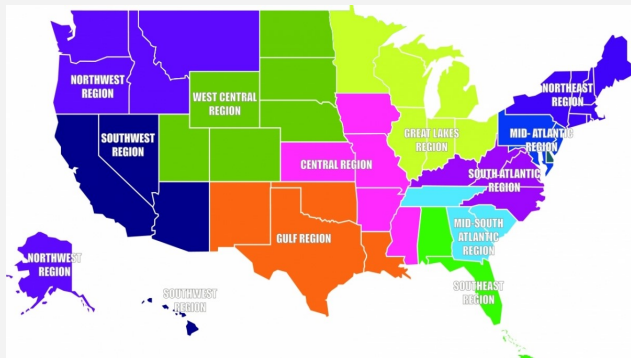 NORTHWEST
REGION
WEST CENTRAL
REGION
SOUTHWEST
REGION
CENTRAL REGION
GREAT LAKES
REGION
NORTHEAST
REGION
MID- ATLANTIC
REGION
SOUTH ATLANTIC
REGION
MID-SOUTH
ATLANTIC
REGION
GULF REGION
SOUTHEAST
REGION
NORTHWEST
REGION
SOUTHWEST
REGION